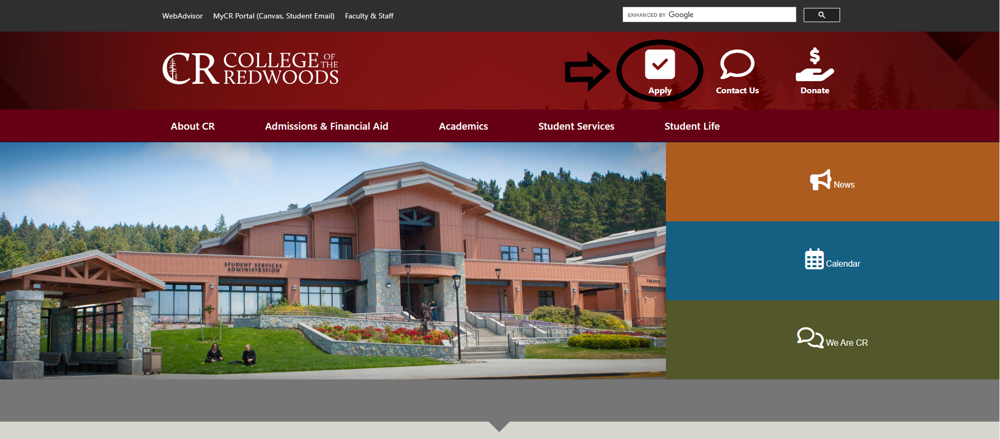 WebAdvisor MyCR Portal (Canvas, Student Email) Faculty & Staff
ENHANCED BY Google
CR COLLEGE OF THE REDWOODS
Apply
Contact Us
$
Donate
About CR Admissions & Financial Aid Academics Student Services Student Life
STUDENT SERVICES
ADMINISTRATION
THEATER
News
Calendar
We Are CR